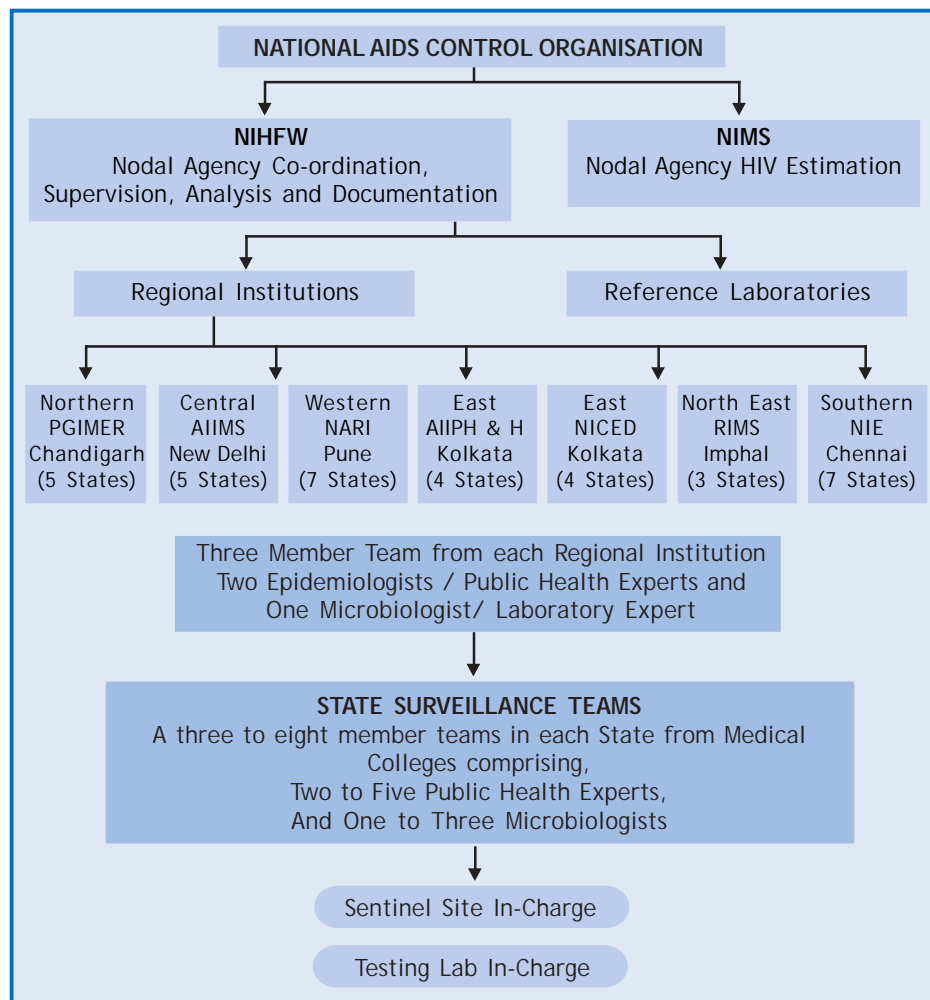 NATIONAL AIDS CONTROL ORGANISATION
NIHFW
Nodal Agency Co-ordination,
Supervision, Analysis and Documentation
NIMS
Nodal Agency HIV Estimation
Regional Institutions
Reference Laboratories
Northern
PGIMER
Chandigarh
(5 States)
Central
AIIMS
New Delhi
(5 States)
Western
NARI
Pune
(7 States)
East
AIIPH & H
Kolkata
(4 States)
East
NICED
Kolkata
(4 States)
North East
RIMS
Imphal
(3 States)
Southern
NIE
Chennai
(7 States)
Three Member Team from each Regional Institution
Two Epidemiologists / Public Health Experts and
One Microbiologist/ Laboratory Expert
STATE SURVEILLANCE TEAMS
A three to eight member teams in each State from Medical
Colleges comprising,
Two to Five Public Health Experts,
And One to Three Microbiologists
Sentinel Site In-Charge
Testing Lab In-Charge